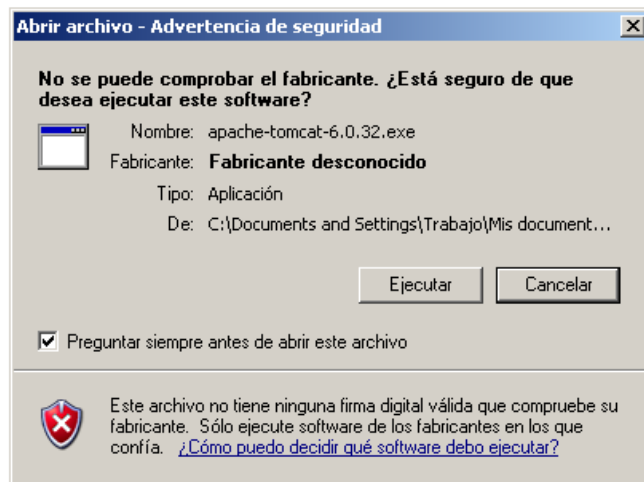 Abrir archivo - Advertencia de seguridad
No se puede comprobar el fabricante. ¿Está seguro de que
desea ejecutar este software?
Nombre: apache-tomcat-6.0.32.exe
Fabricante: Fabricante desconocido
Tipo: Aplicación
De: C:\Documents and Settings\Trabajo\Mis document...
Ejecutar Cancelar
Preguntar siempre antes de abrir este archivo
Este archivo no tiene ninguna firma digital válida que compruebe su
fabricante. Sólo ejecute software de los fabricantes en los que
confía. ¿Cómo puedo decidir qué software debo ejecutar?